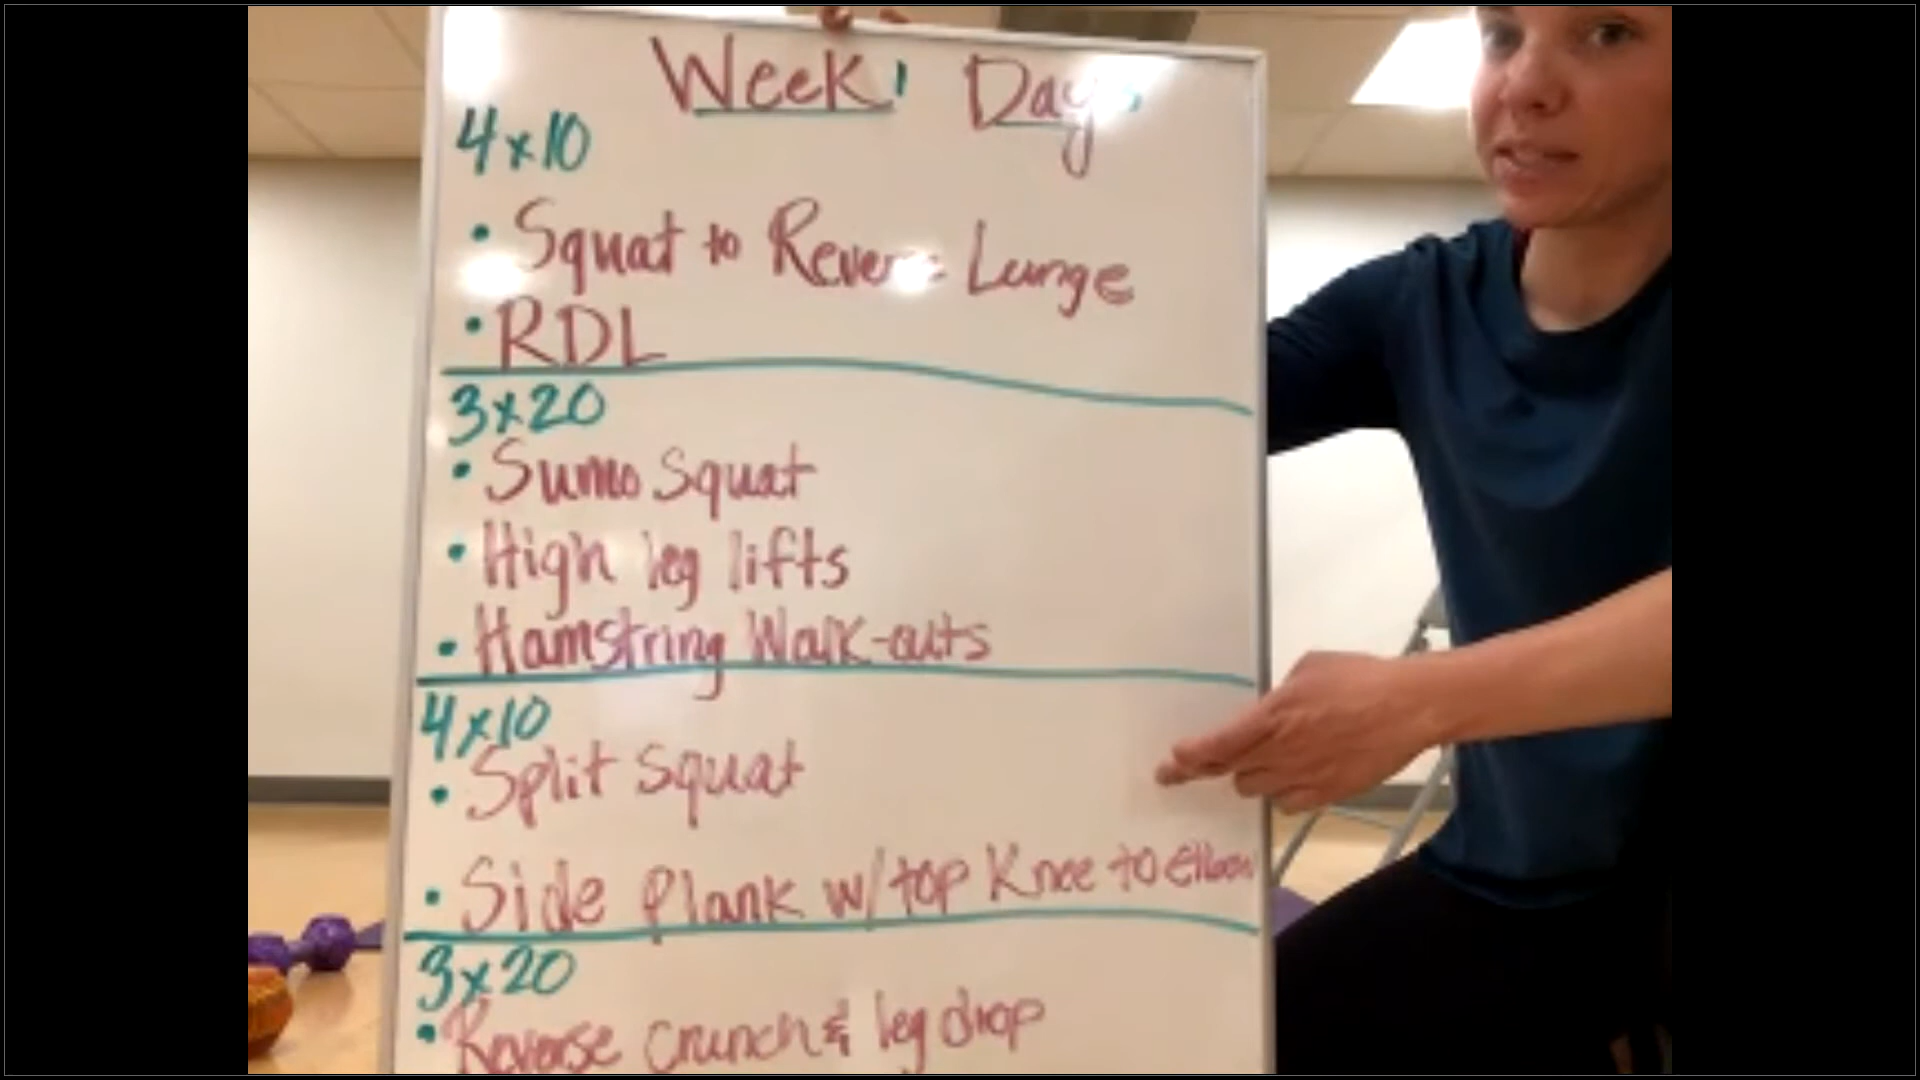 Week 1 Day
4x10
• Squat to Reverse Lunge
• RDL
3x20
• Sumo Squat
• High leg lifts
• Hamstring Walk-outs
4x10
• Split Squat
• Side Plank w/ top Knee to elbow
3x20
• Reverse crunch & leg drop